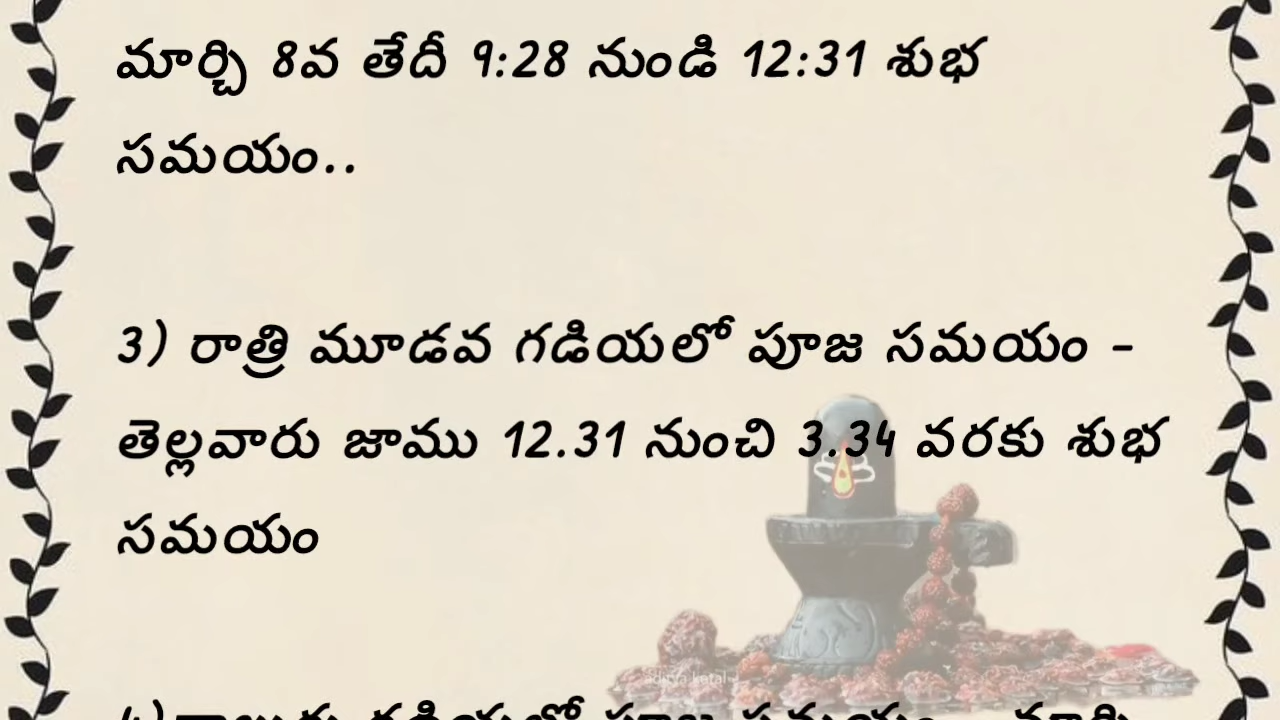 మార్చి 8వ తేదీ 9:28 నుండి 12:31 శుభ
సమయం..
3) రాత్రి మూడవ గడియలో పూజ సమయం -
తెల్లవారు జాము 12.31 నుంచి 3.34 వరకు శుభ
సమయం